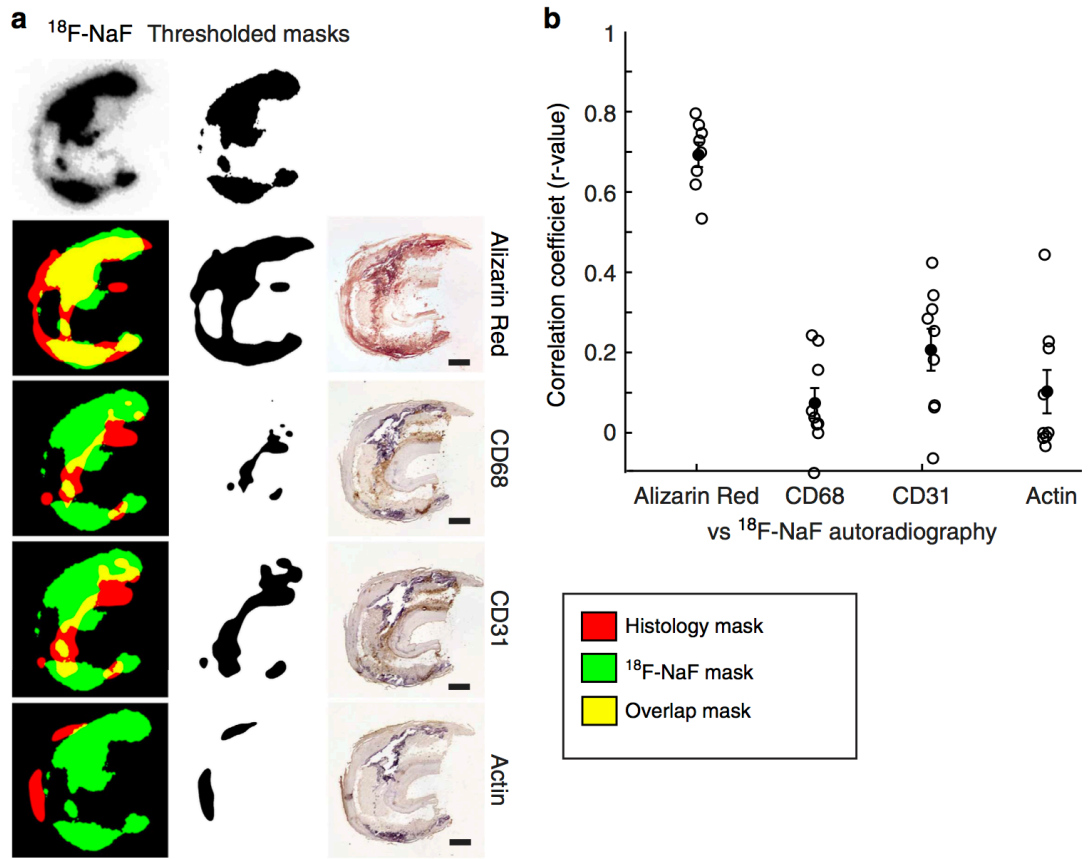 a
¹⁸F-NaF Thresholded masks
Alizarin Red
CD68
CD31
Actin
b
Correlation coefficiet (r-value)
1
0.8
0.6
0.4
0.2
0
Alizarin Red CD68 CD31 Actin
vs ¹⁸F-NaF autoradiography
Histology mask
¹⁸F-NaF mask
Overlap mask